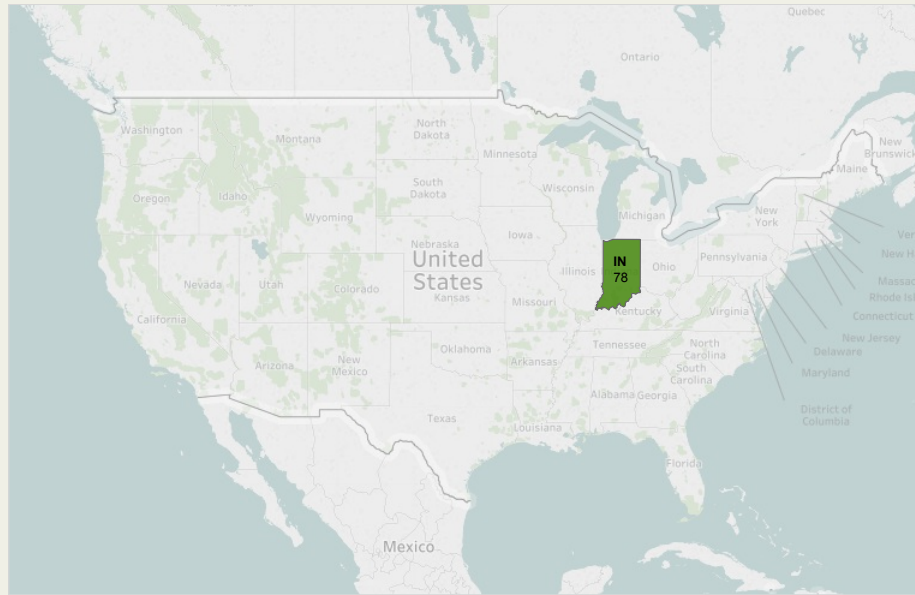 Quebec
Ontario
Washington
Montana
North
Dakota
Minnesota
Maine
New
Brunswick
Oregon
Idaho
South
Dakota
Wisconsin
Michigan
New
York
Wyoming
Iowa
Nebraska
United
States
IN
78
Illinois
Ohio
Pennsylvania
Nevada
Utah
Colorado
Kansas
Missouri
Kentucky
Virginia
California
Rhode Isl
Connecticut
New Jersey
Delaware
Maryland
District of
Columbia
Oklahoma
Arkansas
Tennessee
North
Carolina
South
Carolina
Arizona
New
Mexico
Alabama
Georgia
Texas
Louisiana
Florida
Mexico
Ver
New H
Massac